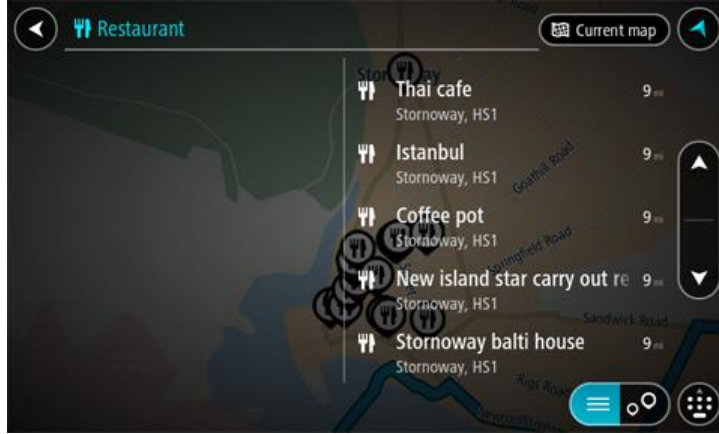 Restaurant
Current map
Stornoway
Thai cafe
9 mi
Stornoway, HS1
Istanbul
9 mi
Stornoway, HS1
Goathill Road
Coffee pot
9 mi
Stornoway, HS1
Springfield Road
New island star carry out re
9 mi
Stornoway, HS1
Sandwick Road
Stornoway balti house
9 mi
Stornoway, HS1
Rigs Road